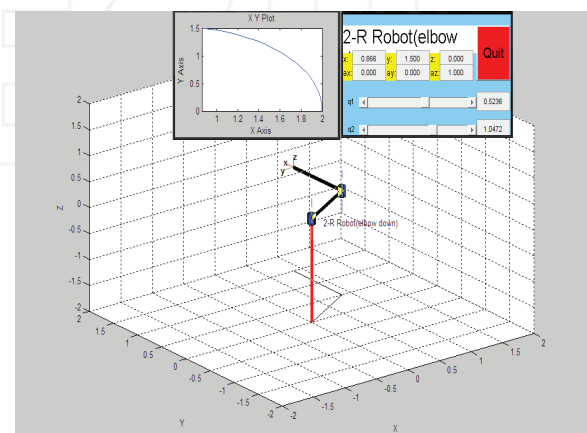 X Y Plot
1.5
1
0.5
0
Y Axis
1 1.2 1.4 1.6 1.8 2
X Axis
2-R Robot(elbow
x: 0.866 y: 1.500 z: 0.000
ax: 0.000 ay: 0.000 az: 1.000
Quit
q1 0.5236
q2 1.0472
2
1.5
1
0.5
0
-0.5
-1
-1.5
-2
Z
x z
y
2-R Robot(elbow down)
2
1.5
1
0.5
0
-0.5
-1
-1.5
-2
Y
-2
-1.5
-1
-0.5
0
0.5
1
1.5
2
X